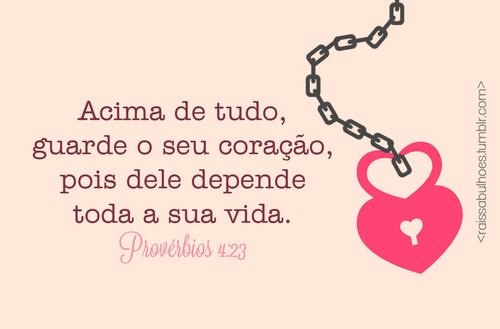 Acima de tudo,
guarde o seu coração,
pois dele depende
toda a sua vida.
Provérbios 4:23
<raissabulhoes.tumblr.com>